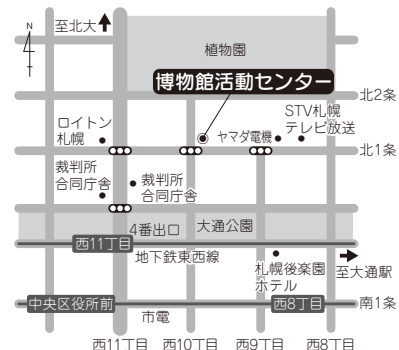 至北大
N
植物園
博物館活動センター
北2条
ロイトン
札幌
ヤマダ電機
STV札幌
テレビ放送
北1条
裁判所
合同庁舎
裁判所
合同庁舎
4番出口
大通公園
西11丁目
地下鉄東西線
札幌後楽園
ホテル
至大通駅
中央区役所前
西8丁目
南1条
市電
西11丁目
西10丁目
西9丁目
西8丁目